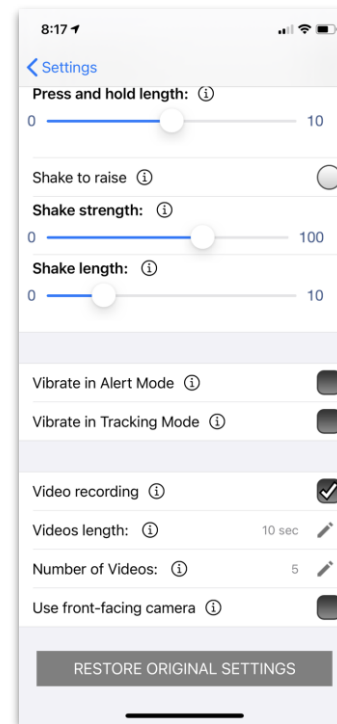 8:17
Settings
Press and hold length:
0 10
Shake to raise
Shake strength:
0 100
Shake length:
0 10
Vibrate in Alert Mode
Vibrate in Tracking Mode
Video recording
Videos length: 10 sec
Number of Videos: 5
Use front-facing camera
RESTORE ORIGINAL SETTINGS